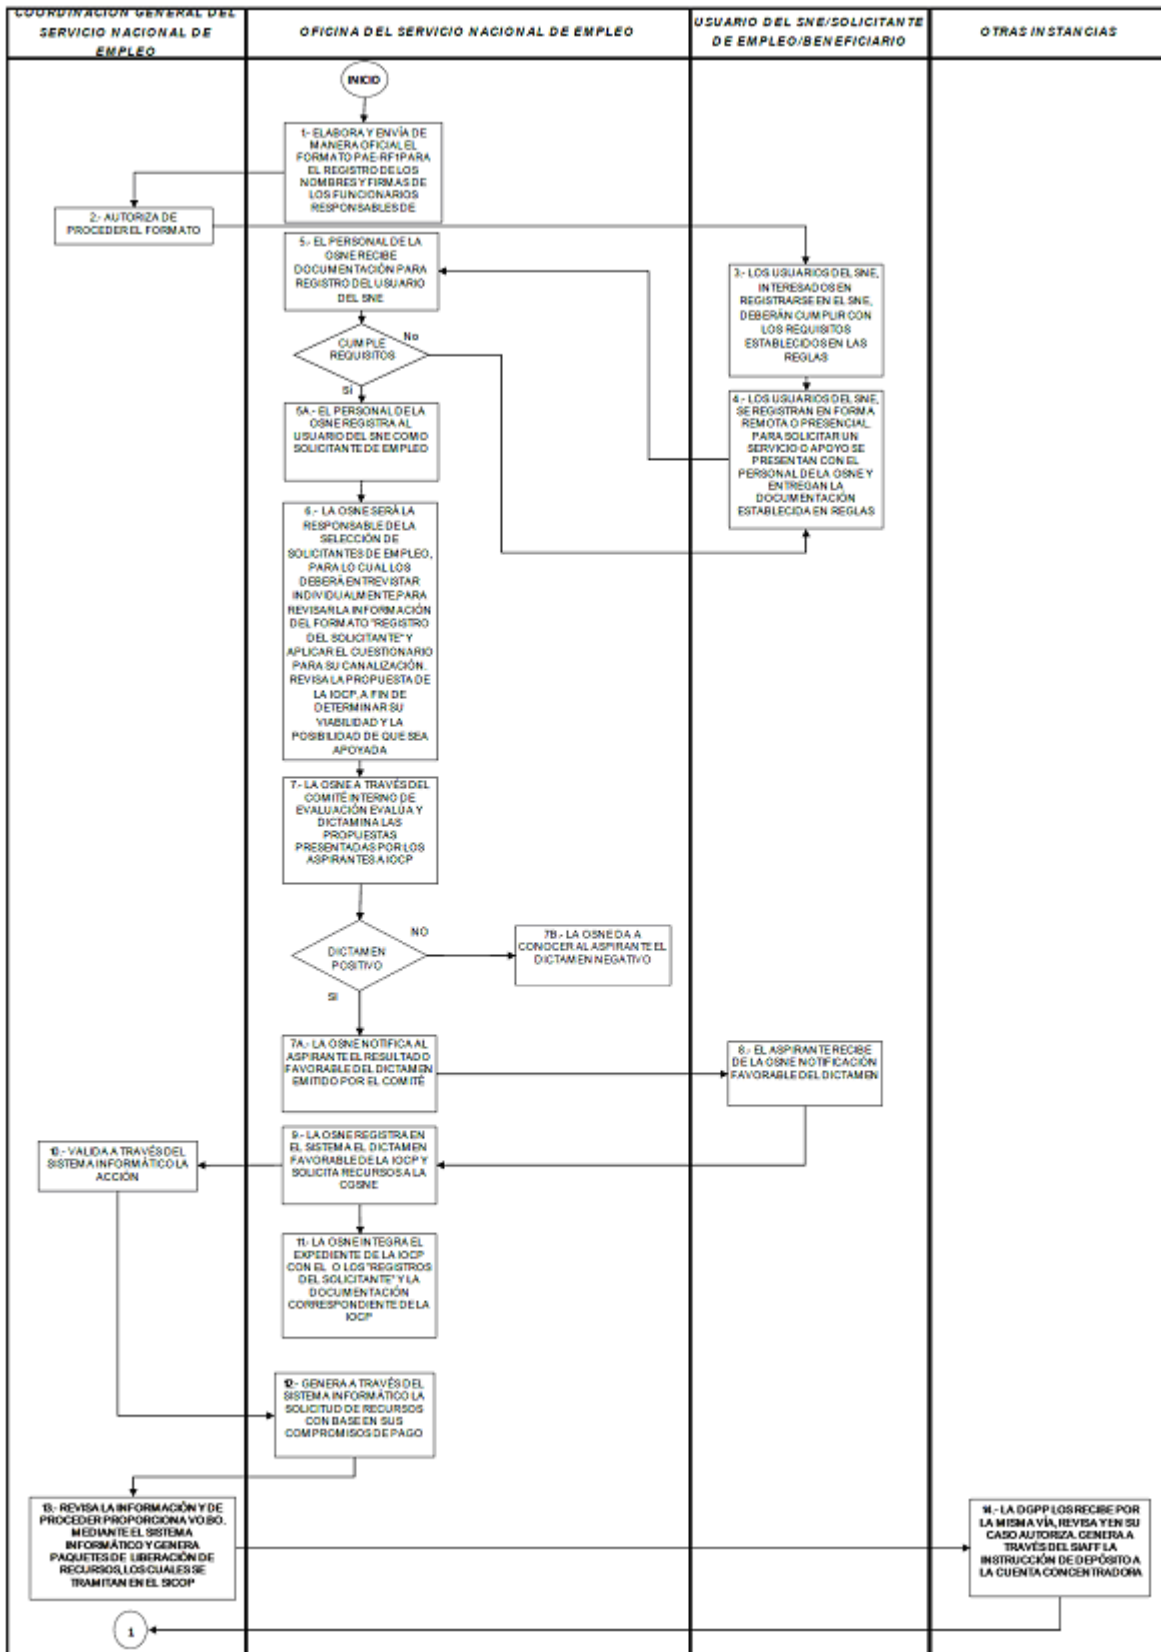 COORDINACIÓN GENERAL DEL
SERVICIO NACIONAL DE
EMPLEO
OFICINA DEL SERVICIO NACIONAL DE EMPLEO
USUARIO DEL SNE/SOLICITANTE
DE EMPLEO/BENEFICIARIO
OTRAS INSTANCIAS
INICIO
1.- ELABORA Y ENVÍA DE
MANERA OFICIAL EL
FORMATO PAE-RF1 PARA
EL REGISTRO DE LOS
NOMBRES Y FIRMAS DE
LOS FUNCIONARIOS
RESPONSABLES DE
2.- AUTORIZA DE
PROCEDER EL FORMATO
3.- LOS USUARIOS DEL SNE,
INTERESADOS EN
REGISTRARSE EN EL SNE,
DEBERÁN CUMPLIR CON
LOS REQUISITOS
ESTABLECIDOS EN LAS
REGLAS
4.- LOS USUARIOS DEL SNE,
SE REGISTRAN EN FORMA
REMOTA O PRESENCIAL.
PARA SOLICITAR UN
SERVICIO O APOYO SE
PRESENTAN CON EL
PERSONAL DE LA OSNE Y
ENTREGAN LA
DOCUMENTACIÓN
ESTABLECIDA EN REGLAS
5.- EL PERSONAL DE LA
OSNE RECIBE
DOCUMENTACIÓN PARA
REGISTRO DEL USUARIO
DEL SNE
CUMPLE
REQUISITOS
No
SÍ
5A.- EL PERSONAL DE LA
OSNE REGISTRA AL
USUARIO DEL SNE COMO
SOLICITANTE DE EMPLEO
6.- LA OSNE SERÁ LA
RESPONSABLE DE LA
SELECCIÓN DE
SOLICITANTES DE EMPLEO,
PARA LO CUAL LOS
DEBERÁ ENTREVISTAR
INDIVIDUALMENTE, PARA
REVISAR LA INFORMACIÓN
DEL FORMATO "REGISTRO
DEL SOLICITANTE" Y
APLICAR EL CUESTIONARIO
PARA SU CANALIZACIÓN.
REVISA LA PROPUESTA DE
LA IOCP, A FIN DE
DETERMINAR SU
VIABILIDAD Y LA
POSIBILIDAD DE QUE SEA
APOYADA
7.- LA OSNE A TRAVÉS DEL
COMITÉ INTERNO DE
EVALUACIÓN EVALÚA Y
DICTAMINA LAS
PROPUESTAS
PRESENTADAS POR LOS
ASPIRANTES A IOCP
DICTAMEN
POSITIVO
NO
SI
7B.- LA OSNE DA A
CONOCER AL ASPIRANTE EL
DICTAMEN NEGATIVO
7A.- LA OSNE NOTIFICA AL
ASPIRANTE EL RESULTADO
FAVORABLE DEL DICTAMEN
EMITIDO POR EL COMITÉ
8.- EL ASPIRANTE RECIBE
DE LA OSNE NOTIFICACIÓN
FAVORABLE DEL DICTAMEN
9.- LA OSNE REGISTRA EN
EL SISTEMA EL DICTAMEN
FAVORABLE DE LA IOCP Y
SOLICITA RECURSOS A LA
CGSNE
10.- VALIDA A TRAVÉS DEL
SISTEMA INFORMÁTICO LA
ACCIÓN
11.- LA OSNE INTEGRA EL
EXPEDIENTE DE LA IOCP
CON EL O LOS "REGISTROS
DEL SOLICITANTE" Y LA
DOCUMENTACIÓN
CORRESPONDIENTE DE LA
IOCP
12.- GENERA A TRAVÉS DEL
SISTEMA INFORMÁTICO LA
SOLICITUD DE RECURSOS
CON BASE EN SUS
COMPROMISOS DE PAGO
13.- REVISA LA INFORMACIÓN Y DE
PROCEDER PROPORCIONA VO.BO.
MEDIANTE EL SISTEMA
INFORMÁTICO Y GENERA
PAQUETES DE LIBERACIÓN DE
RECURSOS, LOS CUALES SE
TRAMITAN EN EL SICOP
14.- LA DGPP LOS RECIBE POR
LA MISMA VÍA, REVISA Y EN SU
CASO AUTORIZA. GENERA A
TRAVÉS DEL SIAFF LA
INSTRUCCIÓN DE DEPÓSITO A
LA CUENTA CONCENTRADORA
1